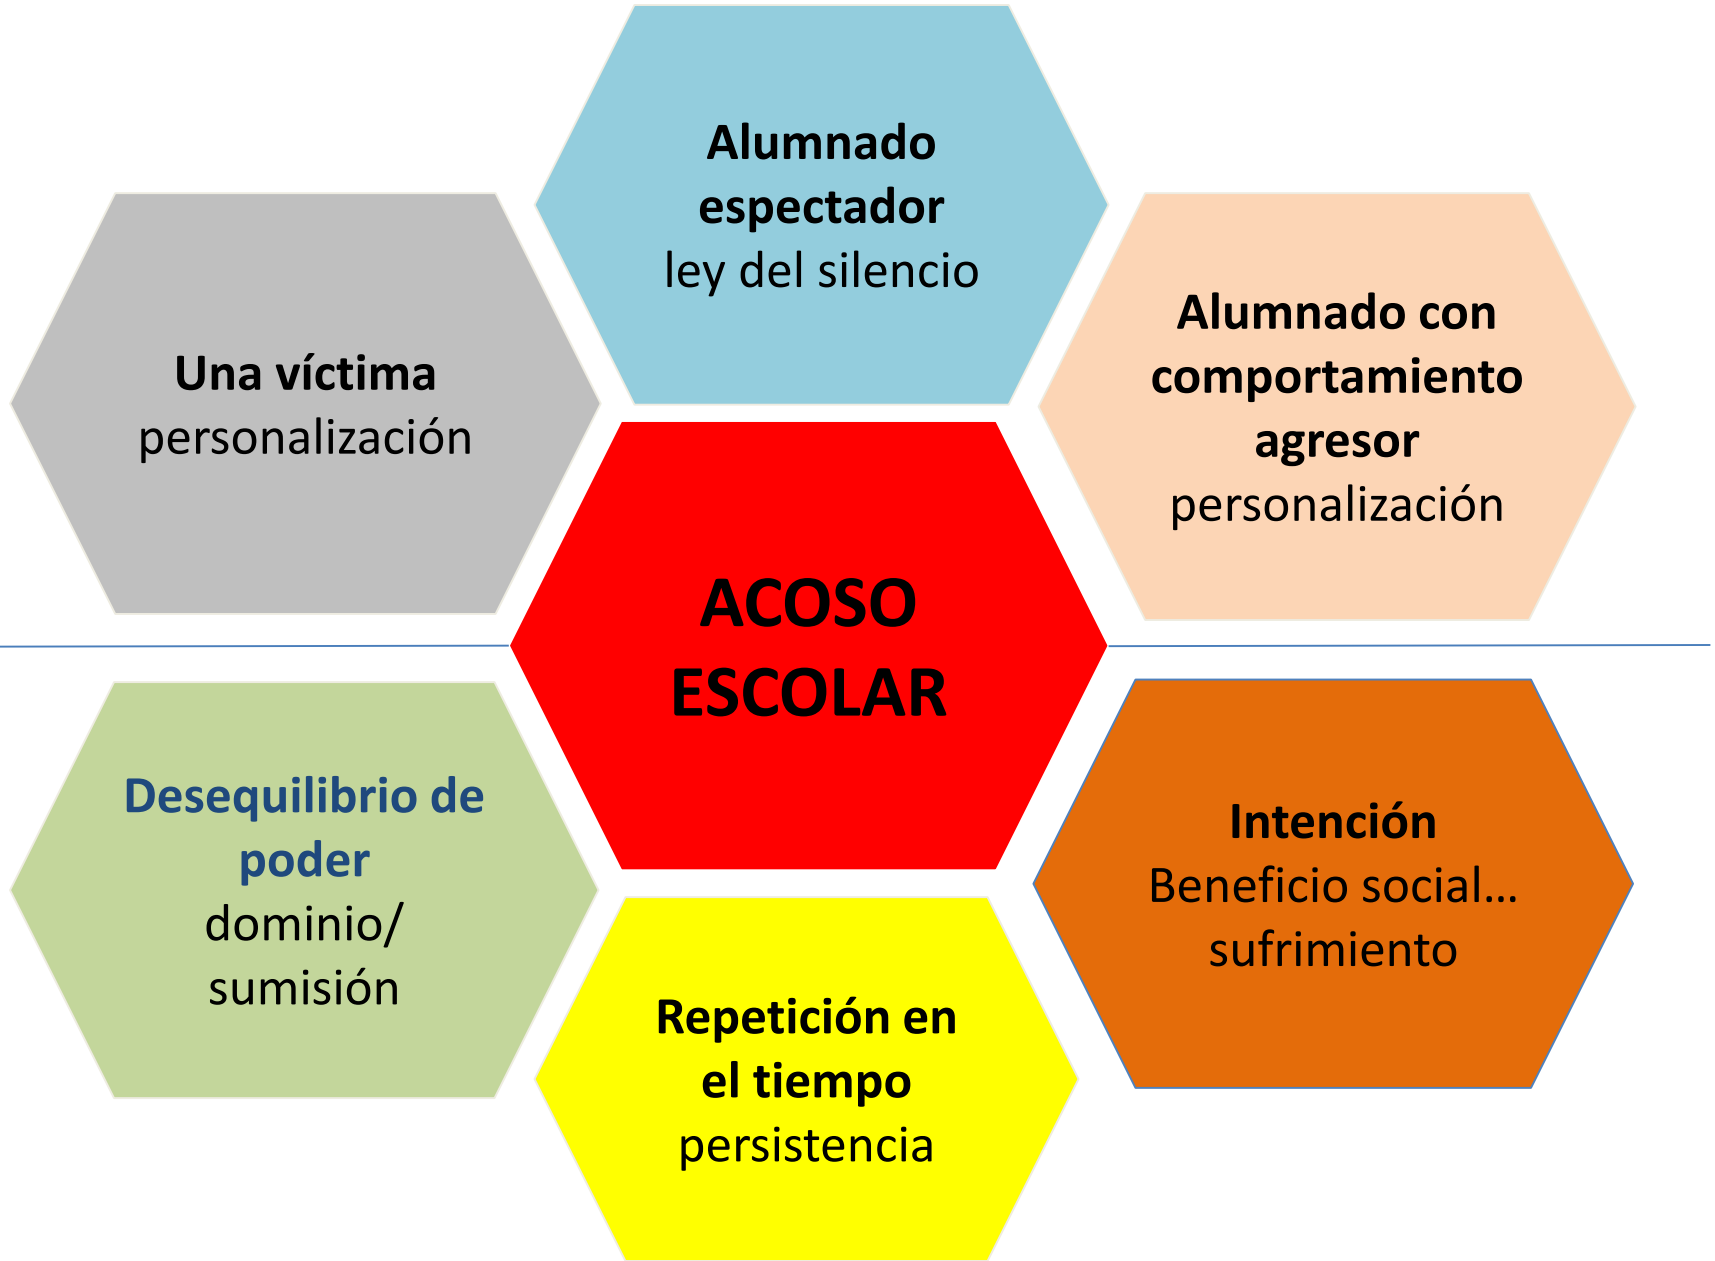 Alumnado
espectador
ley del silencio
Una víctima
personalización
Alumnado con
comportamiento
agresor
personalización
ACOSO
ESCOLAR
Desequilibrio de
poder
dominio/
sumisión
Intención
Beneficio social...
sufrimiento
Repetición en
el tiempo
persistencia